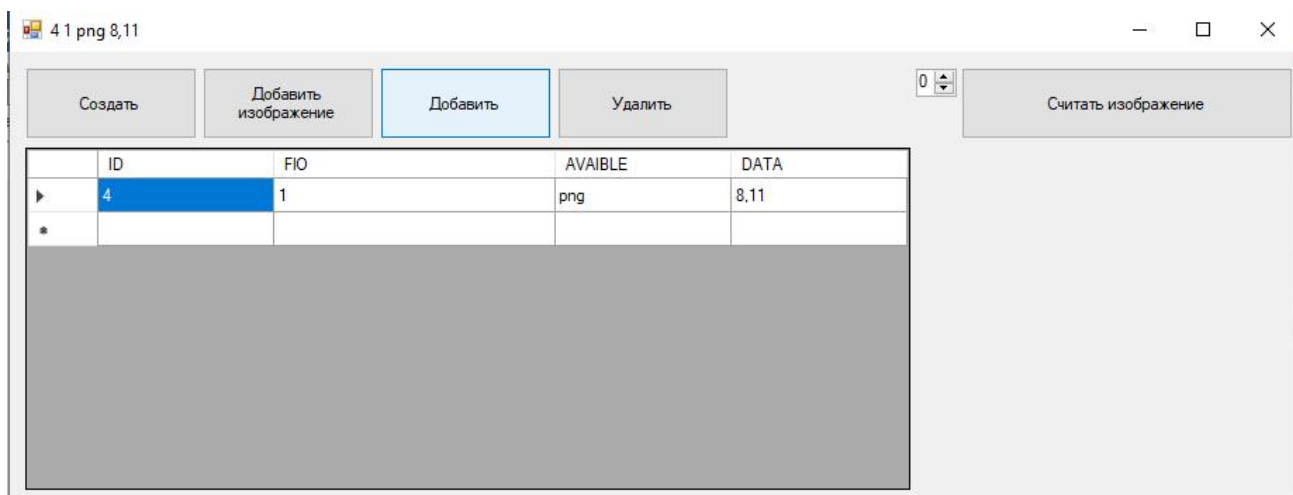 4 1 png 8,11
Создать
Добавить
изображение
Добавить
Удалить
0
Считать изображение
ID FIO AVAIBLE DATA
4 1 png 8,11